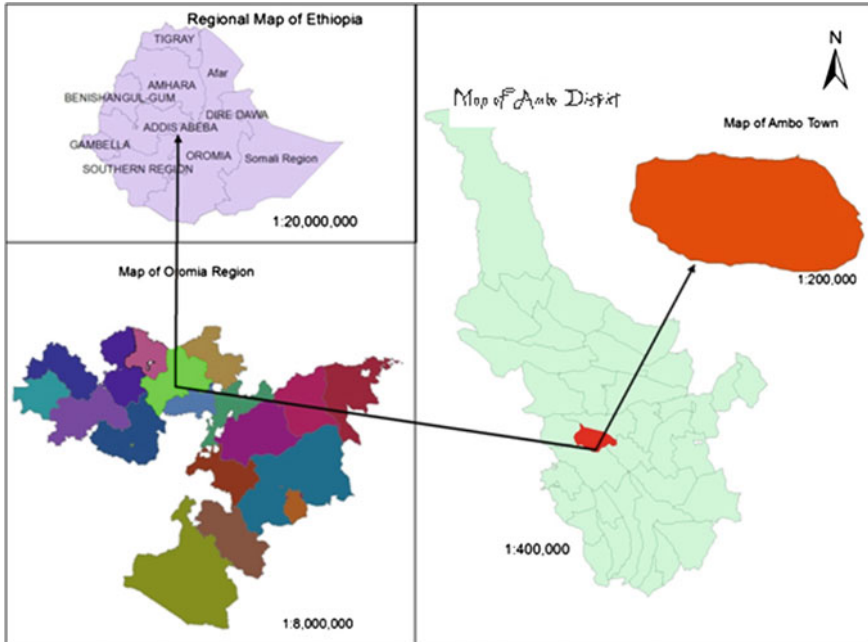 Regional Map of Ethiopia
TIGRAY
Afar
AMHARA
BENISHANGUL-GUM
DIRE DAWA
ADDIS ABEBA
GAMBELLA
OROMIA
Somali Region
SOUTHERN REGION
1:20,000,000
Map of Oromia Region
1:8,000,000
N
Map of Ambo District
Map of Ambo Town
1:200,000
1:400,000